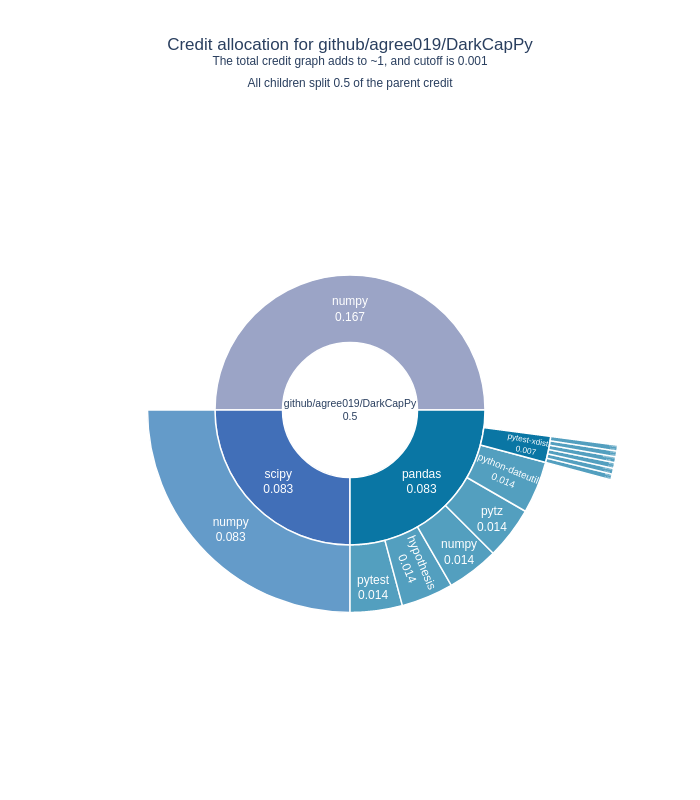 Credit allocation for github/agree019/DarkCapPy
The total credit graph adds to ~1, and cutoff is 0.001
All children split 0.5 of the parent credit
numpy
0.167
github/agree019/DarkCapPy
0.5
scipy
0.083
pandas
0.083
numpy
0.083
pytest-xdist
0.007
python-dateutil
0.014
pytz
0.014
numpy
0.014
hypothesis
0.014
pytest
0.014